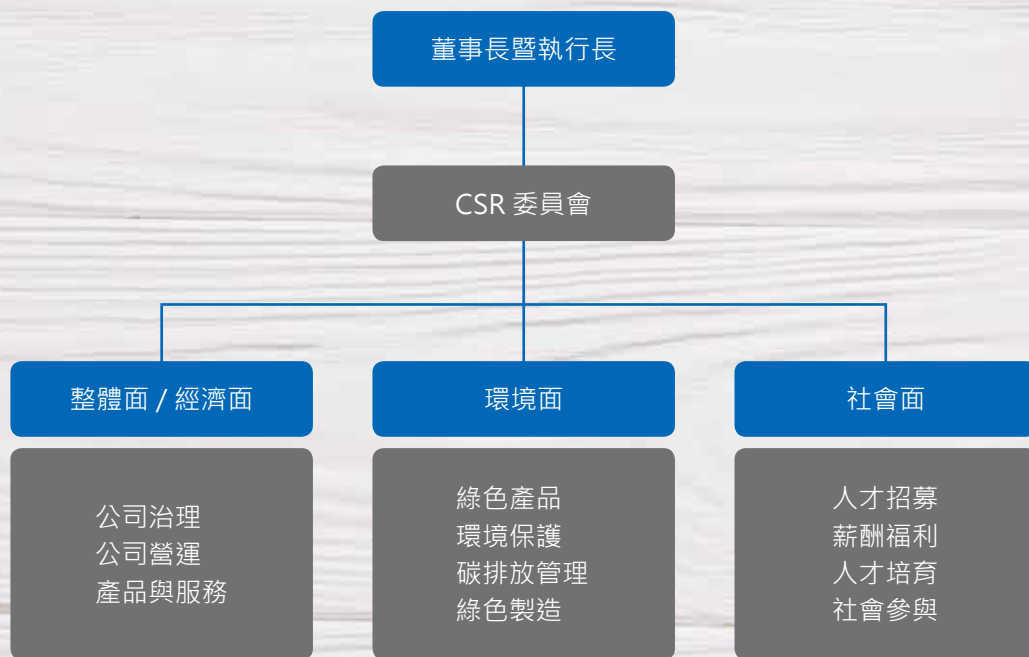 董事長暨執行長
CSR 委員會
整體面 / 經濟面
公司治理
公司營運
產品與服務
環境面
綠色產品
環境保護
碳排放管理
綠色製造
社會面
人才招募
薪酬福利
人才培育
社會參與